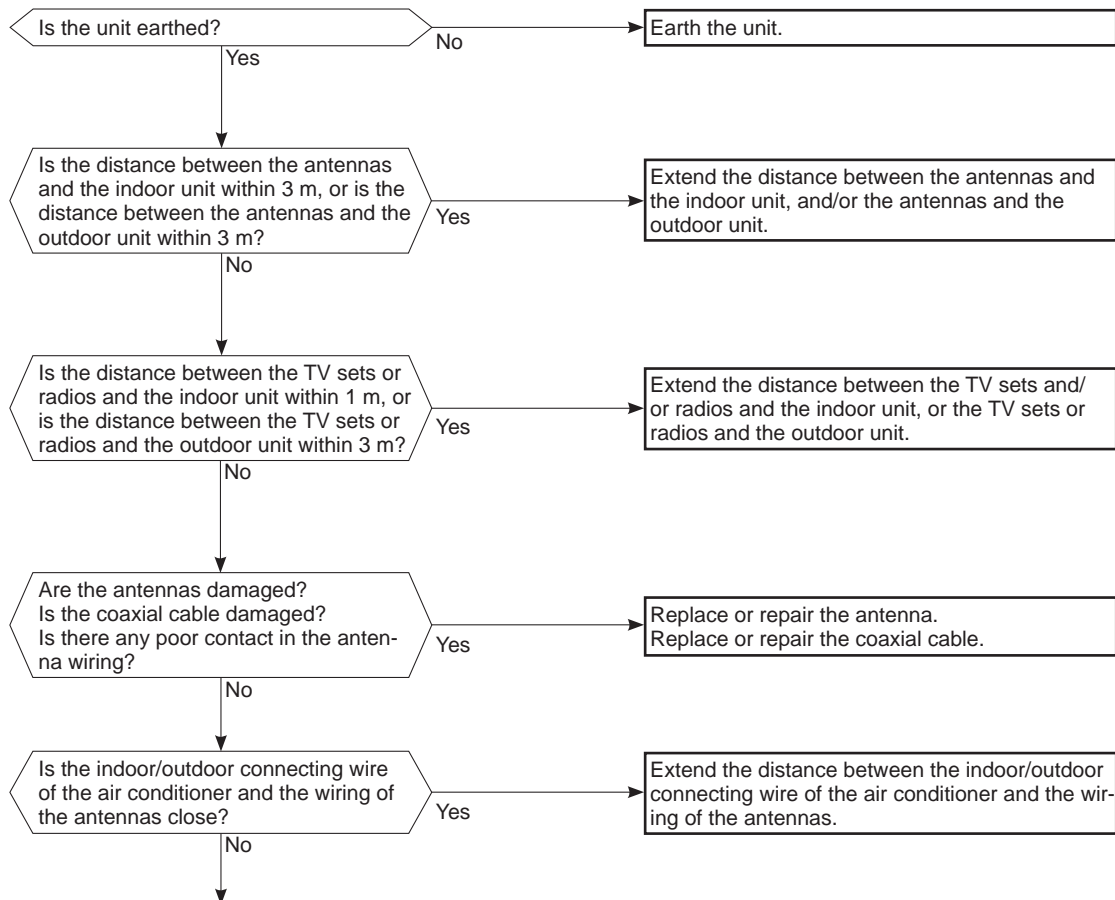 Is the unit earthed?
No
Earth the unit.
Yes
Is the distance between the antennas
and the indoor unit within 3 m, or is the
distance between the antennas and the
outdoor unit within 3 m?
Yes
Extend the distance between the antennas and
the indoor unit, and/or the antennas and the
outdoor unit.
No
Is the distance between the TV sets or
radios and the indoor unit within 1 m, or
is the distance between the TV sets or
radios and the outdoor unit within 3 m?
Yes
Extend the distance between the TV sets and/
or radios and the indoor unit, or the TV sets or
radios and the outdoor unit.
No
Are the antennas damaged?
Is the coaxial cable damaged?
Is there any poor contact in the anten-
na wiring?
Yes
Replace or repair the antenna.
Replace or repair the coaxial cable.
No
Is the indoor/outdoor connecting wire
of the air conditioner and the wiring of
the antennas close?
Yes
Extend the distance between the indoor/outdoor
connecting wire of the air conditioner and the wir-
ing of the antennas.
No